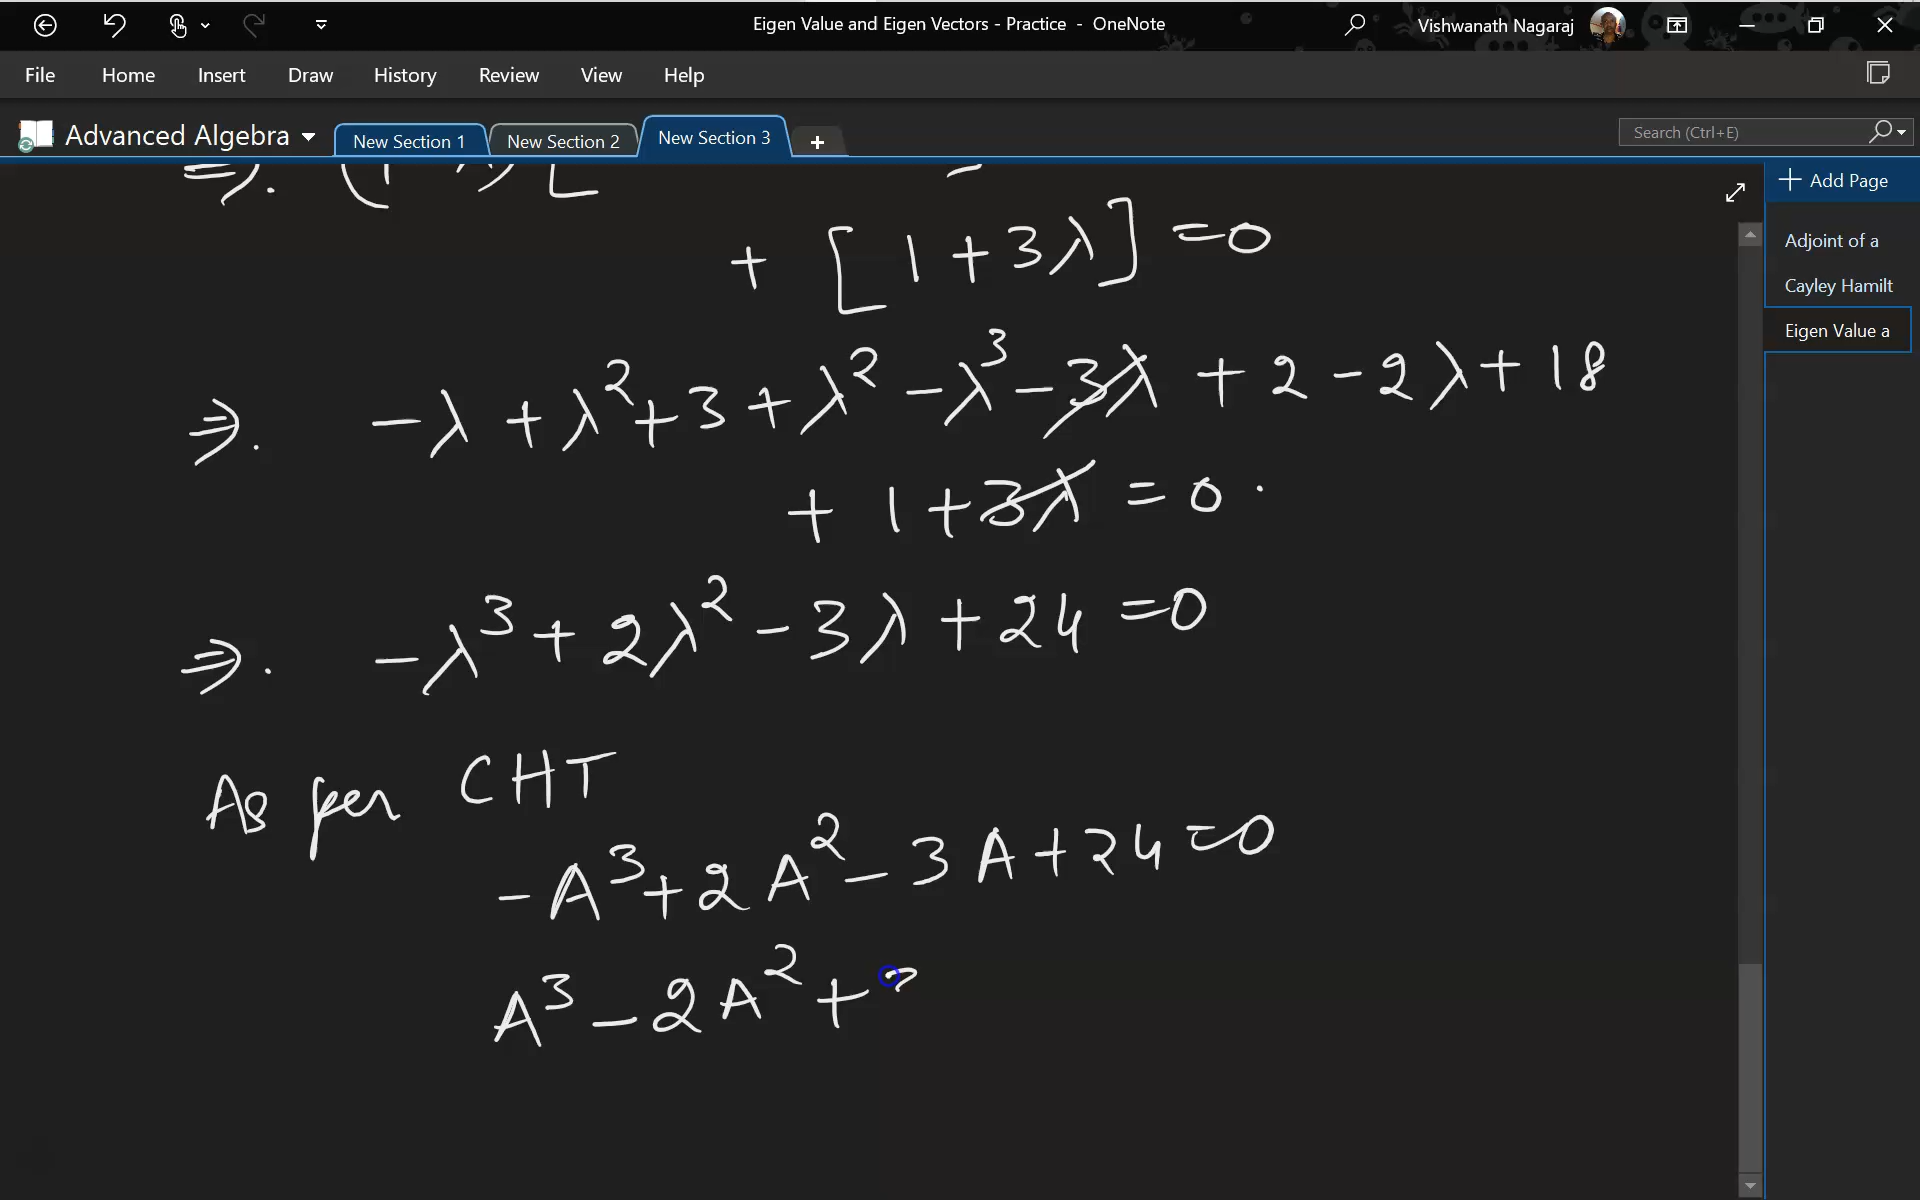 Eigen Value and Eigen Vectors - Practice - OneNote
Vishwanath Nagaraj
File Home Insert Draw History Review View Help
Advanced Algebra
New Section 1 New Section 2 New Section 3 +
Search (Ctrl+E)
Add Page
Adjoint of a
Cayley Hamilt
Eigen Value a
+ [1 + 3λ] = 0
⇒. -λ + λ² + 3 + λ² - λ³ - 3λ + 2 - 2λ + 18
+ 1 + 3λ = 0.
⇒. -λ³ + 2λ² - 3λ + 24 = 0
As per CHT
-A³ + 2A² - 3A + 24 = 0
A³ - 2A² +